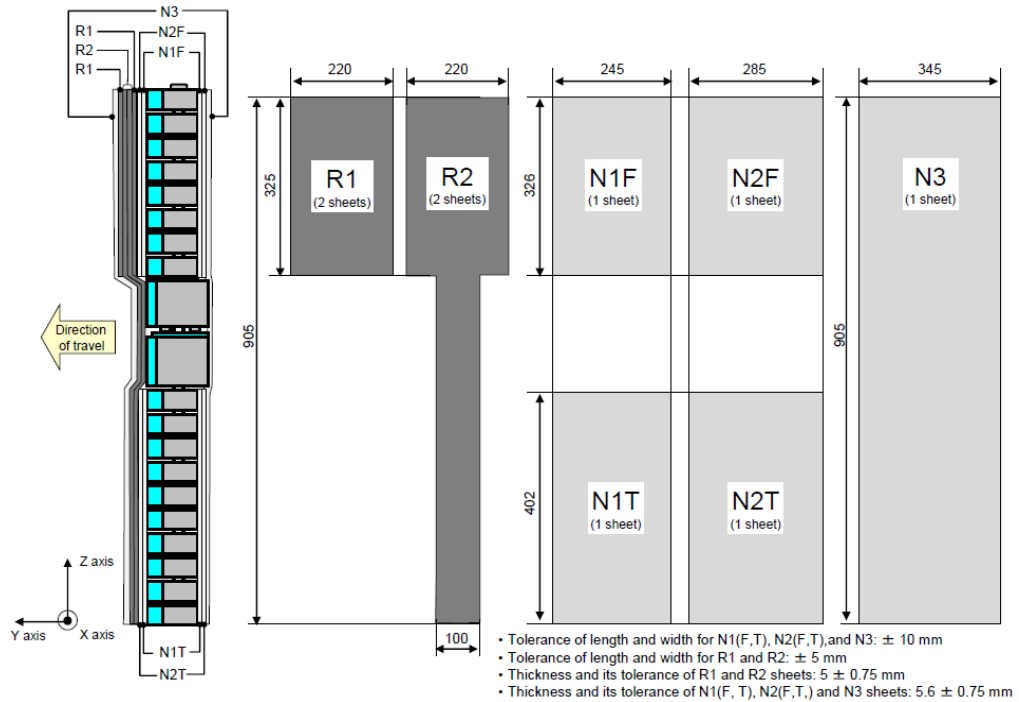 N3
R1
N2F
R2
N1F
R1
220
220
245
285
345
325
R1
(2 sheets)
R2
(2 sheets)
326
N1F
(1 sheet)
N2F
(1 sheet)
N3
(1 sheet)
Direction
of travel
905
905
402
N1T
(1 sheet)
N2T
(1 sheet)
Z axis
Y axis
X axis
N1T
N2T
100
• Tolerance of length and width for N1(F,T), N2(F,T),and N3: ± 10 mm
• Tolerance of length and width for R1 and R2: ± 5 mm
• Thickness and its tolerance of R1 and R2 sheets: 5 ± 0.75 mm
• Thickness and its tolerance of N1(F, T), N2(F,T,) and N3 sheets: 5.6 ± 0.75 mm